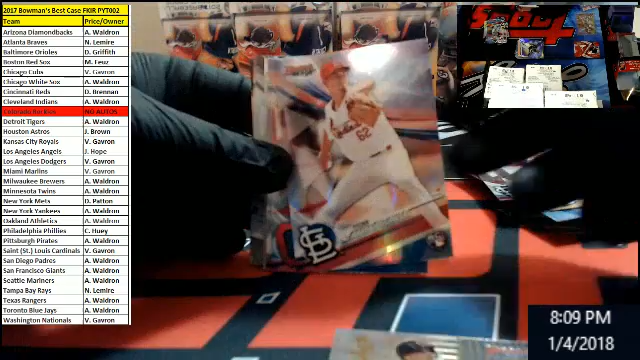 2017 Bowman's Best Case FKIR PYT002
Team Price/Owner
Arizona Diamondbacks A. Waldron
Atlanta Braves N. Lemire
Baltimore Orioles D. Griffith
Boston Red Sox M. Feuz
Chicago Cubs V. Gavron
Chicago White Sox A. Waldron
Cincinnati Reds D. Brennan
Cleveland Indians A. Waldron
Colorado Rockies NO AUTOS
Detroit Tigers A. Waldron
Houston Astros J. Brown
Kansas City Royals V. Gavron
Los Angeles Angels J. Hope
Los Angeles Dodgers V. Gavron
Miami Marlins V. Gavron
Milwaukee Brewers A. Waldron
Minnesota Twins A. Waldron
New York Mets D. Patton
New York Yankees A. Waldron
Oakland Athletics A. Waldron
Philadelphia Phillies C. Huey
Pittsburgh Pirates A. Waldron
Saint (St.) Louis Cardinals V. Gavron
San Diego Padres A. Waldron
San Francisco Giants A. Waldron
Seattle Mariners A. Waldron
Tampa Bay Rays N. Lemire
Texas Rangers A. Waldron
Toronto Blue Jays A. Waldron
Washington Nationals V. Gavron
62
8:09 PM
1/4/2018